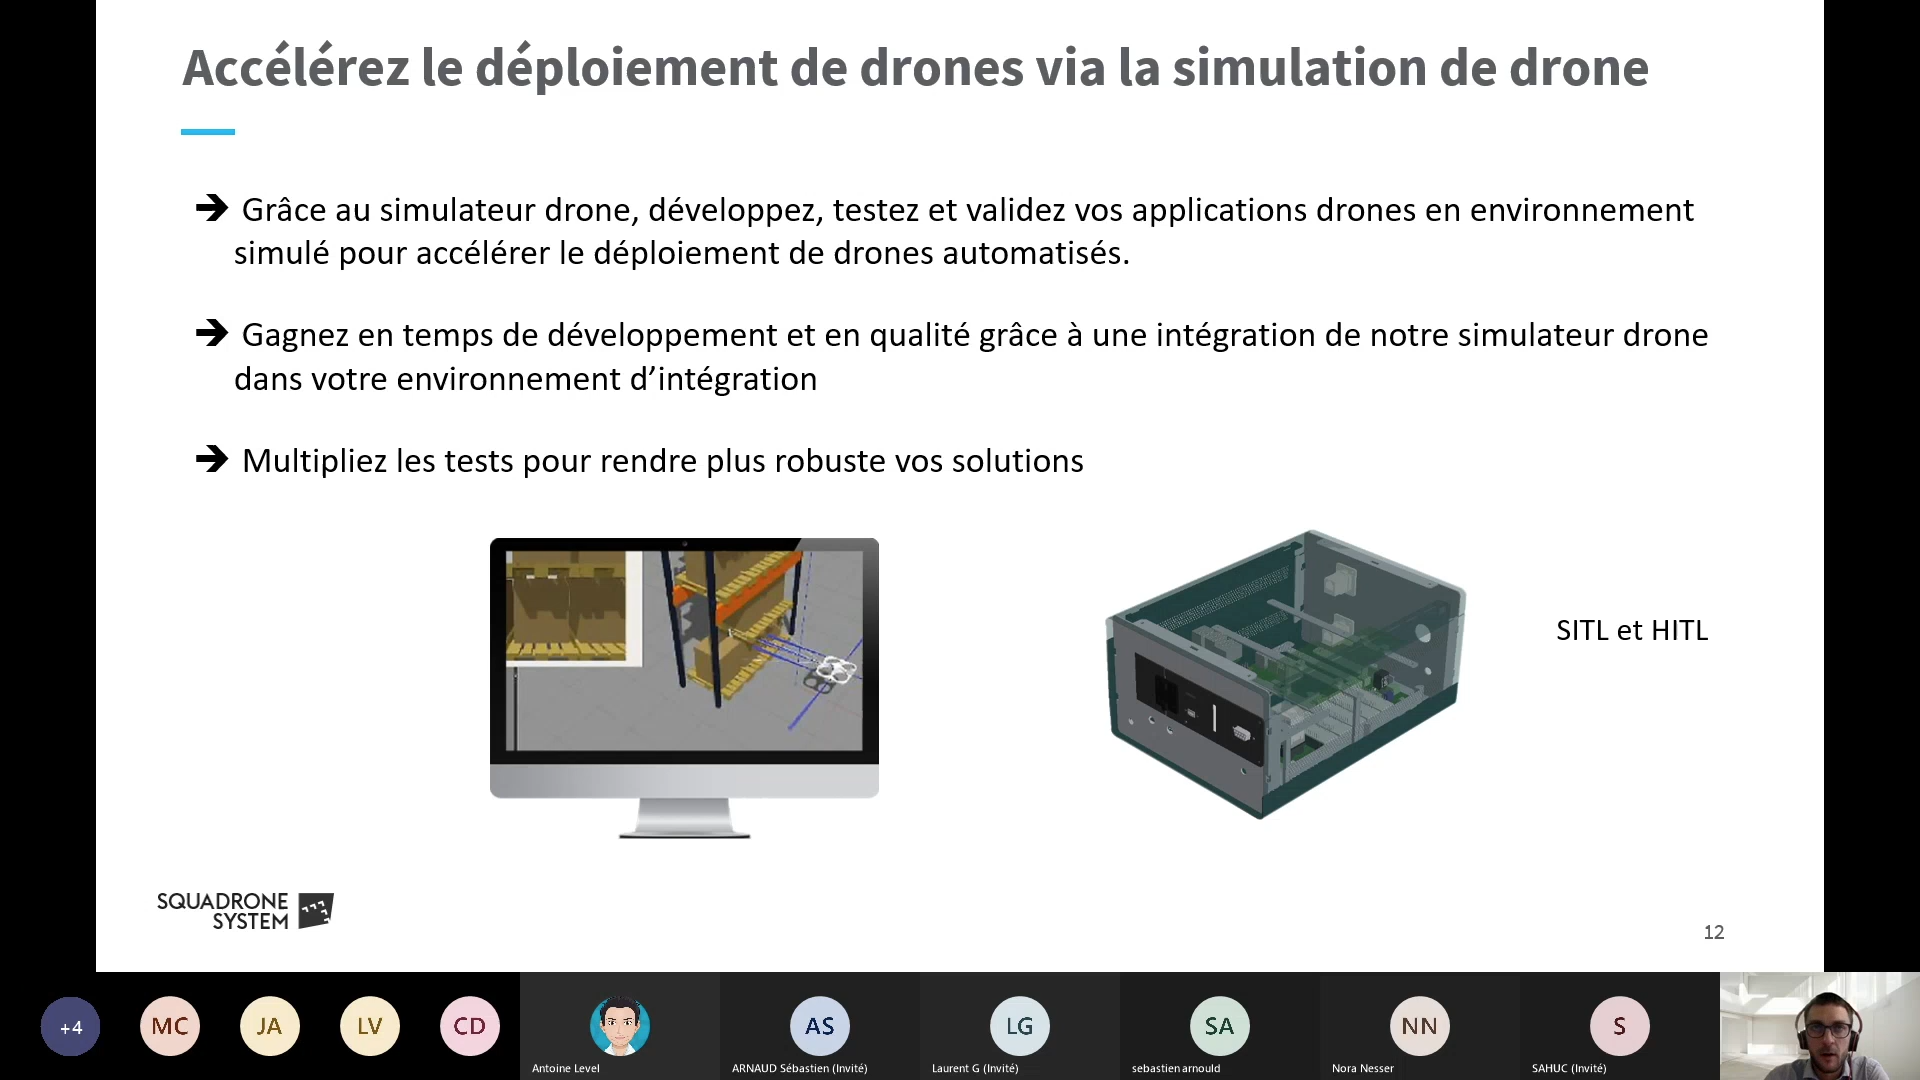 Accélérez le déploiement de drones via la simulation de drone
➔ Grâce au simulateur drone, développez, testez et validez vos applications drones en environnement
simulé pour accélérer le déploiement de drones automatisés.
➔ Gagnez en temps de développement et en qualité grâce à une intégration de notre simulateur drone
dans votre environnement d’intégration
➔ Multipliez les tests pour rendre plus robuste vos solutions
SITL et HITL
SQUADRONE
SYSTEM
12
+4
MC
JA
LV
CD
Antoine Level
AS
ARNAUD Sébastien (Invité)
LG
Laurent G (Invité)
SA
sebastien arnould
NN
Nora Nesser
S
SAHUC (Invité)